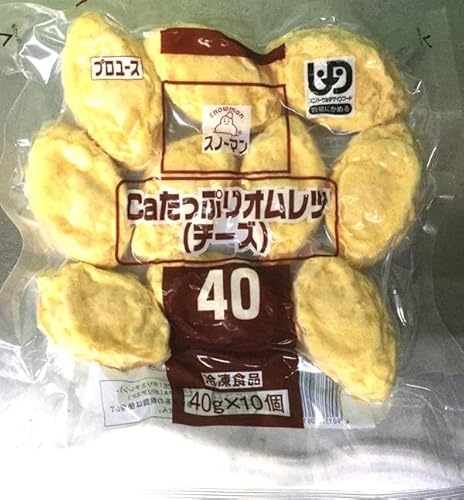 プロユース
snowman
スノーマン
ユニバーサルデザインフード
容易にかめる
Caたっぷりオムレツ
(チーズ)
40
冷凍食品
40g×10個